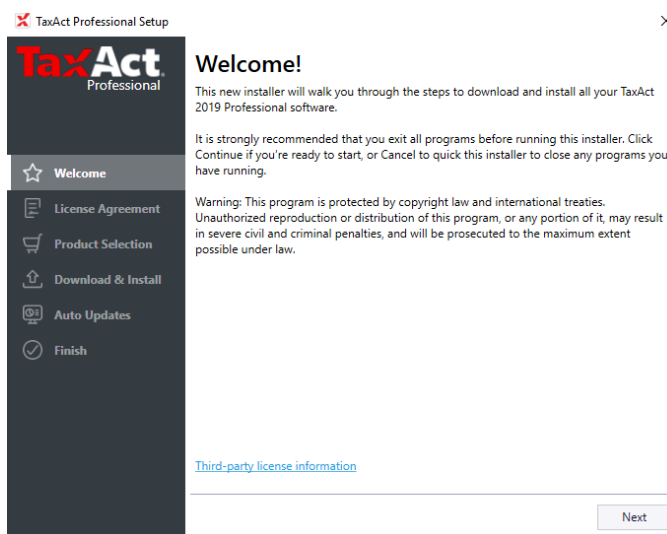 TaxAct Professional Setup
TaxAct
Professional
Welcome
License Agreement
Product Selection
Download & Install
Auto Updates
Finish
Welcome!
This new installer will walk you through the steps to download and install all your TaxAct
2019 Professional software.
It is strongly recommended that you exit all programs before running this installer. Click
Continue if you're ready to start, or Cancel to quick this installer to close any programs you
have running.
Warning: This program is protected by copyright law and international treaties.
Unauthorized reproduction or distribution of this program, or any portion of it, may result
in severe civil and criminal penalties, and will be prosecuted to the maximum extent
possible under law.
Third-party license information
Next